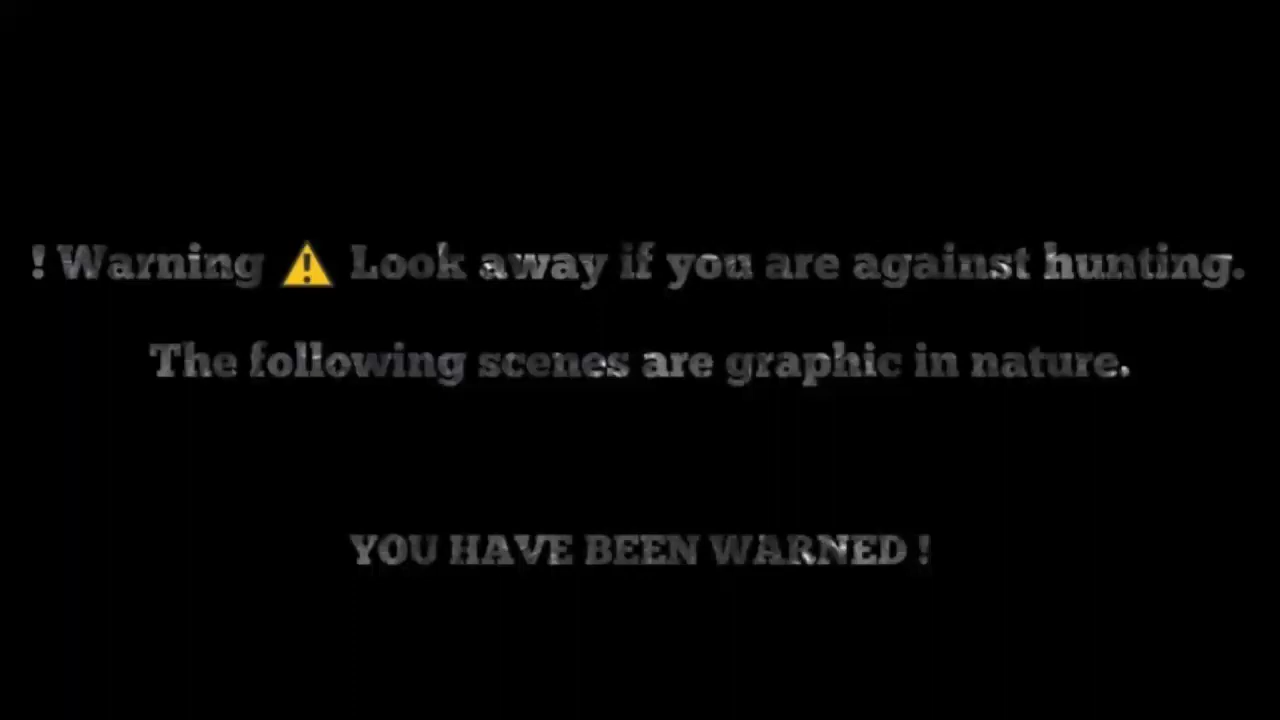 ! Warning ⚠️ Look away if you are against hunting.
The following scenes are graphic in nature.
YOU HAVE BEEN WARNED !